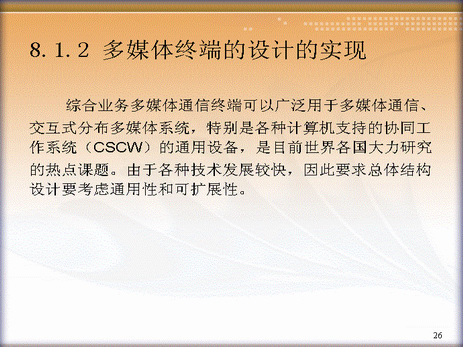 8.1.2 多媒体终端的设计的实现
综合业务多媒体通信终端可以广泛用于多媒体通信、
交互式分布多媒体系统，特别是各种计算机支持的协同工
作系统（CSCW）的通用设备，是目前世界各国大力研究
的热点课题。由于各种技术发展较快，因此要求总体结构
设计要考虑通用性和可扩展性。
26